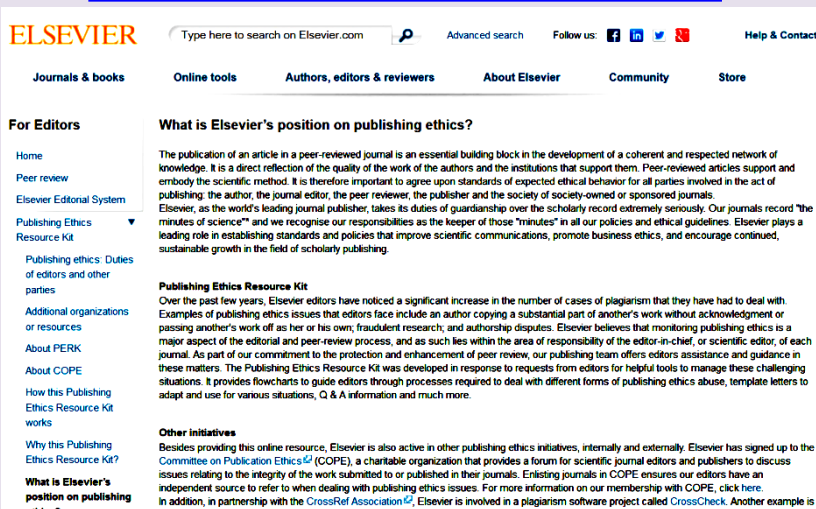 ELSEVIER
Type here to search on Elsevier.com
Advanced search
Follow us:
Help & Contact
Journals & books
Online tools
Authors, editors & reviewers
About Elsevier
Community
Store
For Editors
Home
Peer review
Elsevier Editorial System
Publishing Ethics
Resource Kit
Publishing ethics: Duties
of editors and other
parties
Additional organizations
or resources
About PERK
About COPE
How this Publishing
Ethics Resource Kit
works
Why this Publishing
Ethics Resource Kit?
What is Elsevier's
position on publishing
What is Elsevier's position on publishing ethics?
The publication of an article in a peer-reviewed journal is an essential building block in the development of a coherent and respected network of
knowledge. It is a direct reflection of the quality of the work of the authors and the institutions that support them. Peer-reviewed articles support and
embody the scientific method. It is therefore important to agree upon standards of expected ethical behavior for all parties involved in the act of
publishing: the author, the journal editor, the peer reviewer, the publisher and the society of society-owned or sponsored journals.
Elsevier, as the world's leading journal publisher, takes its duties of guardianship over the scholarly record extremely seriously. Our journals record "the
minutes of science"* and we recognise our responsibilities as the keeper of those "minutes" in all our policies and ethical guidelines. Elsevier plays a
leading role in establishing standards and policies that improve scientific communications, promote business ethics, and encourage continued,
sustainable growth in the field of scholarly publishing.
Publishing Ethics Resource Kit
Over the past few years, Elsevier editors have noticed a significant increase in the number of cases of plagiarism that they have had to deal with.
Examples of publishing ethics issues that editors face include an author copying a substantial part of another's work without acknowledgment or
passing another's work off as her or his own; fraudulent research; and authorship disputes. Elsevier believes that monitoring publishing ethics is a
major aspect of the editorial and peer-review process, and as such lies within the area of responsibility of the editor-in-chief, or scientific editor, of each
journal. As part of our commitment to the protection and enhancement of peer review, our publishing team offers editors assistance and guidance in
these matters. The Publishing Ethics Resource Kit was developed in response to requests from editors for helpful tools to manage these challenging
situations. It provides flowcharts to guide editors through processes required to deal with different forms of publishing ethics abuse, template letters to
adapt and use for various situations, Q & A information and much more.
Other initiatives
Besides providing this online resource, Elsevier is also active in other publishing ethics initiatives, internally and externally. Elsevier has signed up to the
Committee on Publication Ethics (COPE), a charitable organization that provides a forum for scientific journal editors and publishers to discuss
issues relating to the integrity of the work submitted to or published in their journals. Enlisting journals in COPE ensures our editors have an
independent source to refer to when dealing with publishing ethics issues. For more information on our membership with COPE, click here.
In addition, in partnership with the CrossRef Association, Elsevier is involved in a plagiarism software project called CrossCheck. Another example is